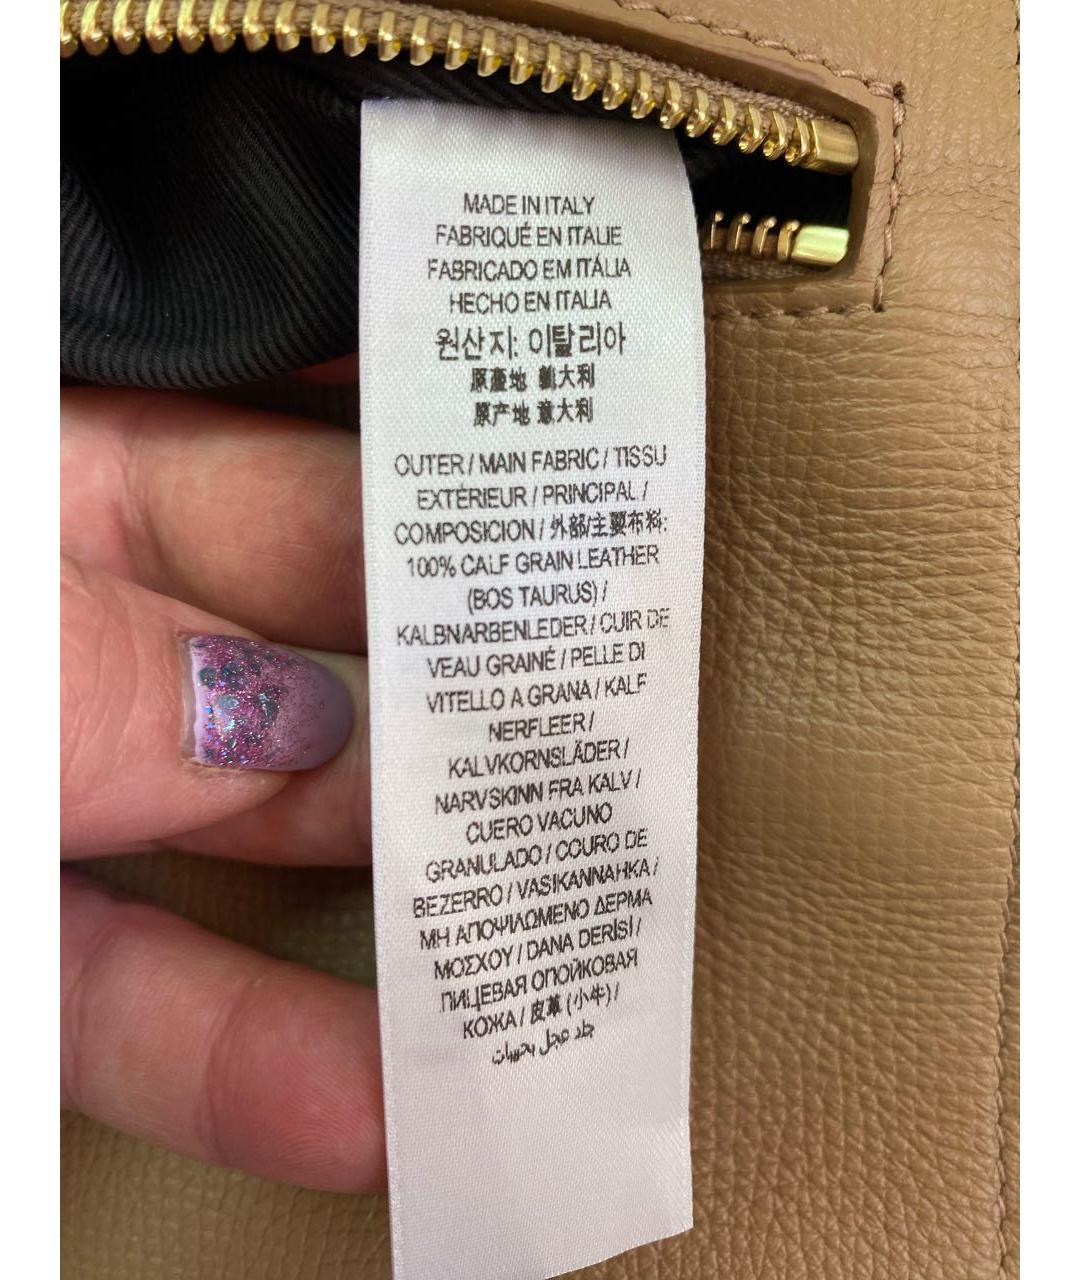 MADE IN ITALY
FABRIQUÉ EN ITALIE
FABRICADO EM ITÁLIA
HECHO EN ITALIA
원산지: 이탈리아
原產地 義大利
原产地 意大利
OUTER / MAIN FABRIC / TISSU
EXTÉRIEUR / PRINCIPAL /
COMPOSICION / 外部/主要布料:
100% CALF GRAIN LEATHER
(BOS TAURUS) /
KALBNARBENLEDER / CUIR DE
VEAU GRAINÉ / PELLE DI
VITELLO A GRANA / KALF
NERFLEER /
KALVKORNSLÄDER /
NARVSKINN FRA KALV /
CUERO VACUNO
GRANULADO / COURO DE
BEZERRO / VASIKANNAHKA /
ΜΗ ΑΠΟΨΙΛΩΜΕΝΟ ΔΕΡΜΑ
ΜΟΣΧΟΥ / DANA DERİSİ /
ЛИЦЕВАЯ ОПОЙКОВАЯ
КОЖА / 皮革 (小牛) /
جلد عجل بحبيبات